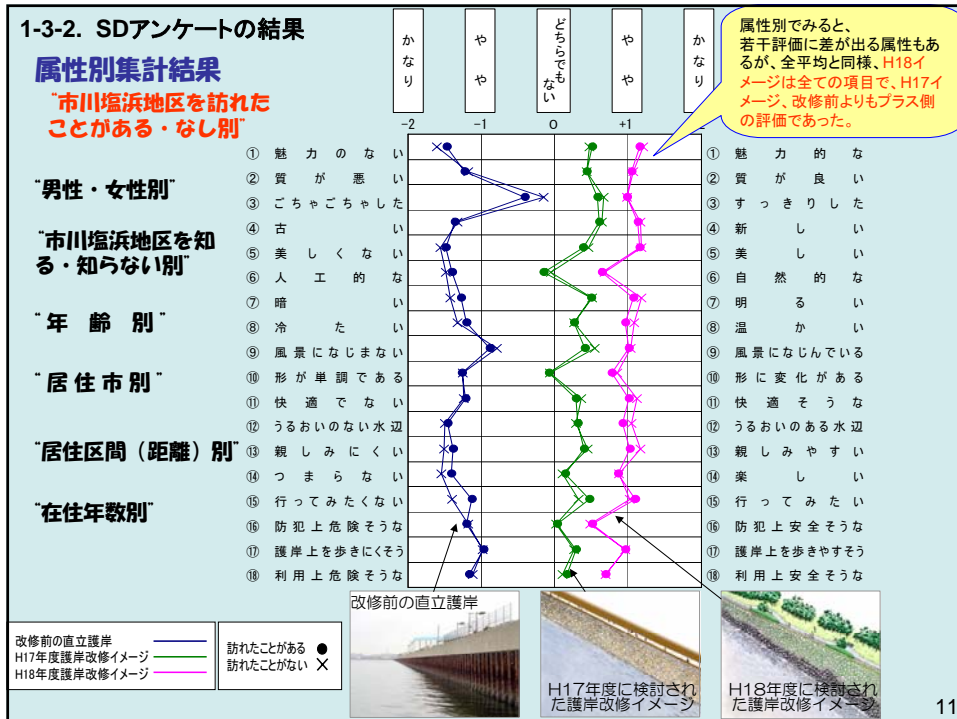 1-3-2. SDアンケートの結果
属性別集計結果
“市川塩浜地区を訪れた
ことがある・なし別”
“男性・女性別”
“市川塩浜地区を知
る・知らない別”
“年 齢 別”
“居住市別”
“居住区間（距離）別”
“在住年数別”
かなり
やや
どちらでもない
やや
かなり
属性別でみると、
若干評価に差が出る属性もあ
るが、全平均と同様、H18イ
メージは全ての項目で、H17イ
メージ、改修前よりもプラス側
の評価であった。
-2 -1 0 +1
① 魅力のない ① 魅力的な
② 質が悪い ② 質が良い
③ ごちゃごちゃした ③ すっきりした
④ 古い ④ 新しい
⑤ 美しくない ⑤ 美しい
⑥ 人工的な ⑥ 自然的な
⑦ 暗い ⑦ 明るい
⑧ 冷たい ⑧ 温かい
⑨ 風景になじまない ⑨ 風景になじんでいる
⑩ 形が単調である ⑩ 形に変化がある
⑪ 快適でない ⑪ 快適そうな
⑫ うるおいのない水辺 ⑫ うるおいのある水辺
⑬ 親しみにくい ⑬ 親しみやすい
⑭ つまらない ⑭ 楽しい
⑮ 行ってみたくない ⑮ 行ってみたい
⑯ 防犯上危険そうな ⑯ 防犯上安全そうな
⑰ 護岸上を歩きにくそう ⑰ 護岸上を歩きやすそう
⑱ 利用上危険そうな ⑱ 利用上安全そうな
改修前の直立護岸
H17年度護岸改修イメージ
H18年度護岸改修イメージ
訪れたことがある ●
訪れたことがない ×
改修前の直立護岸
H17年度に検討され
た護岸改修イメージ
H18年度に検討され
た護岸改修イメージ
11